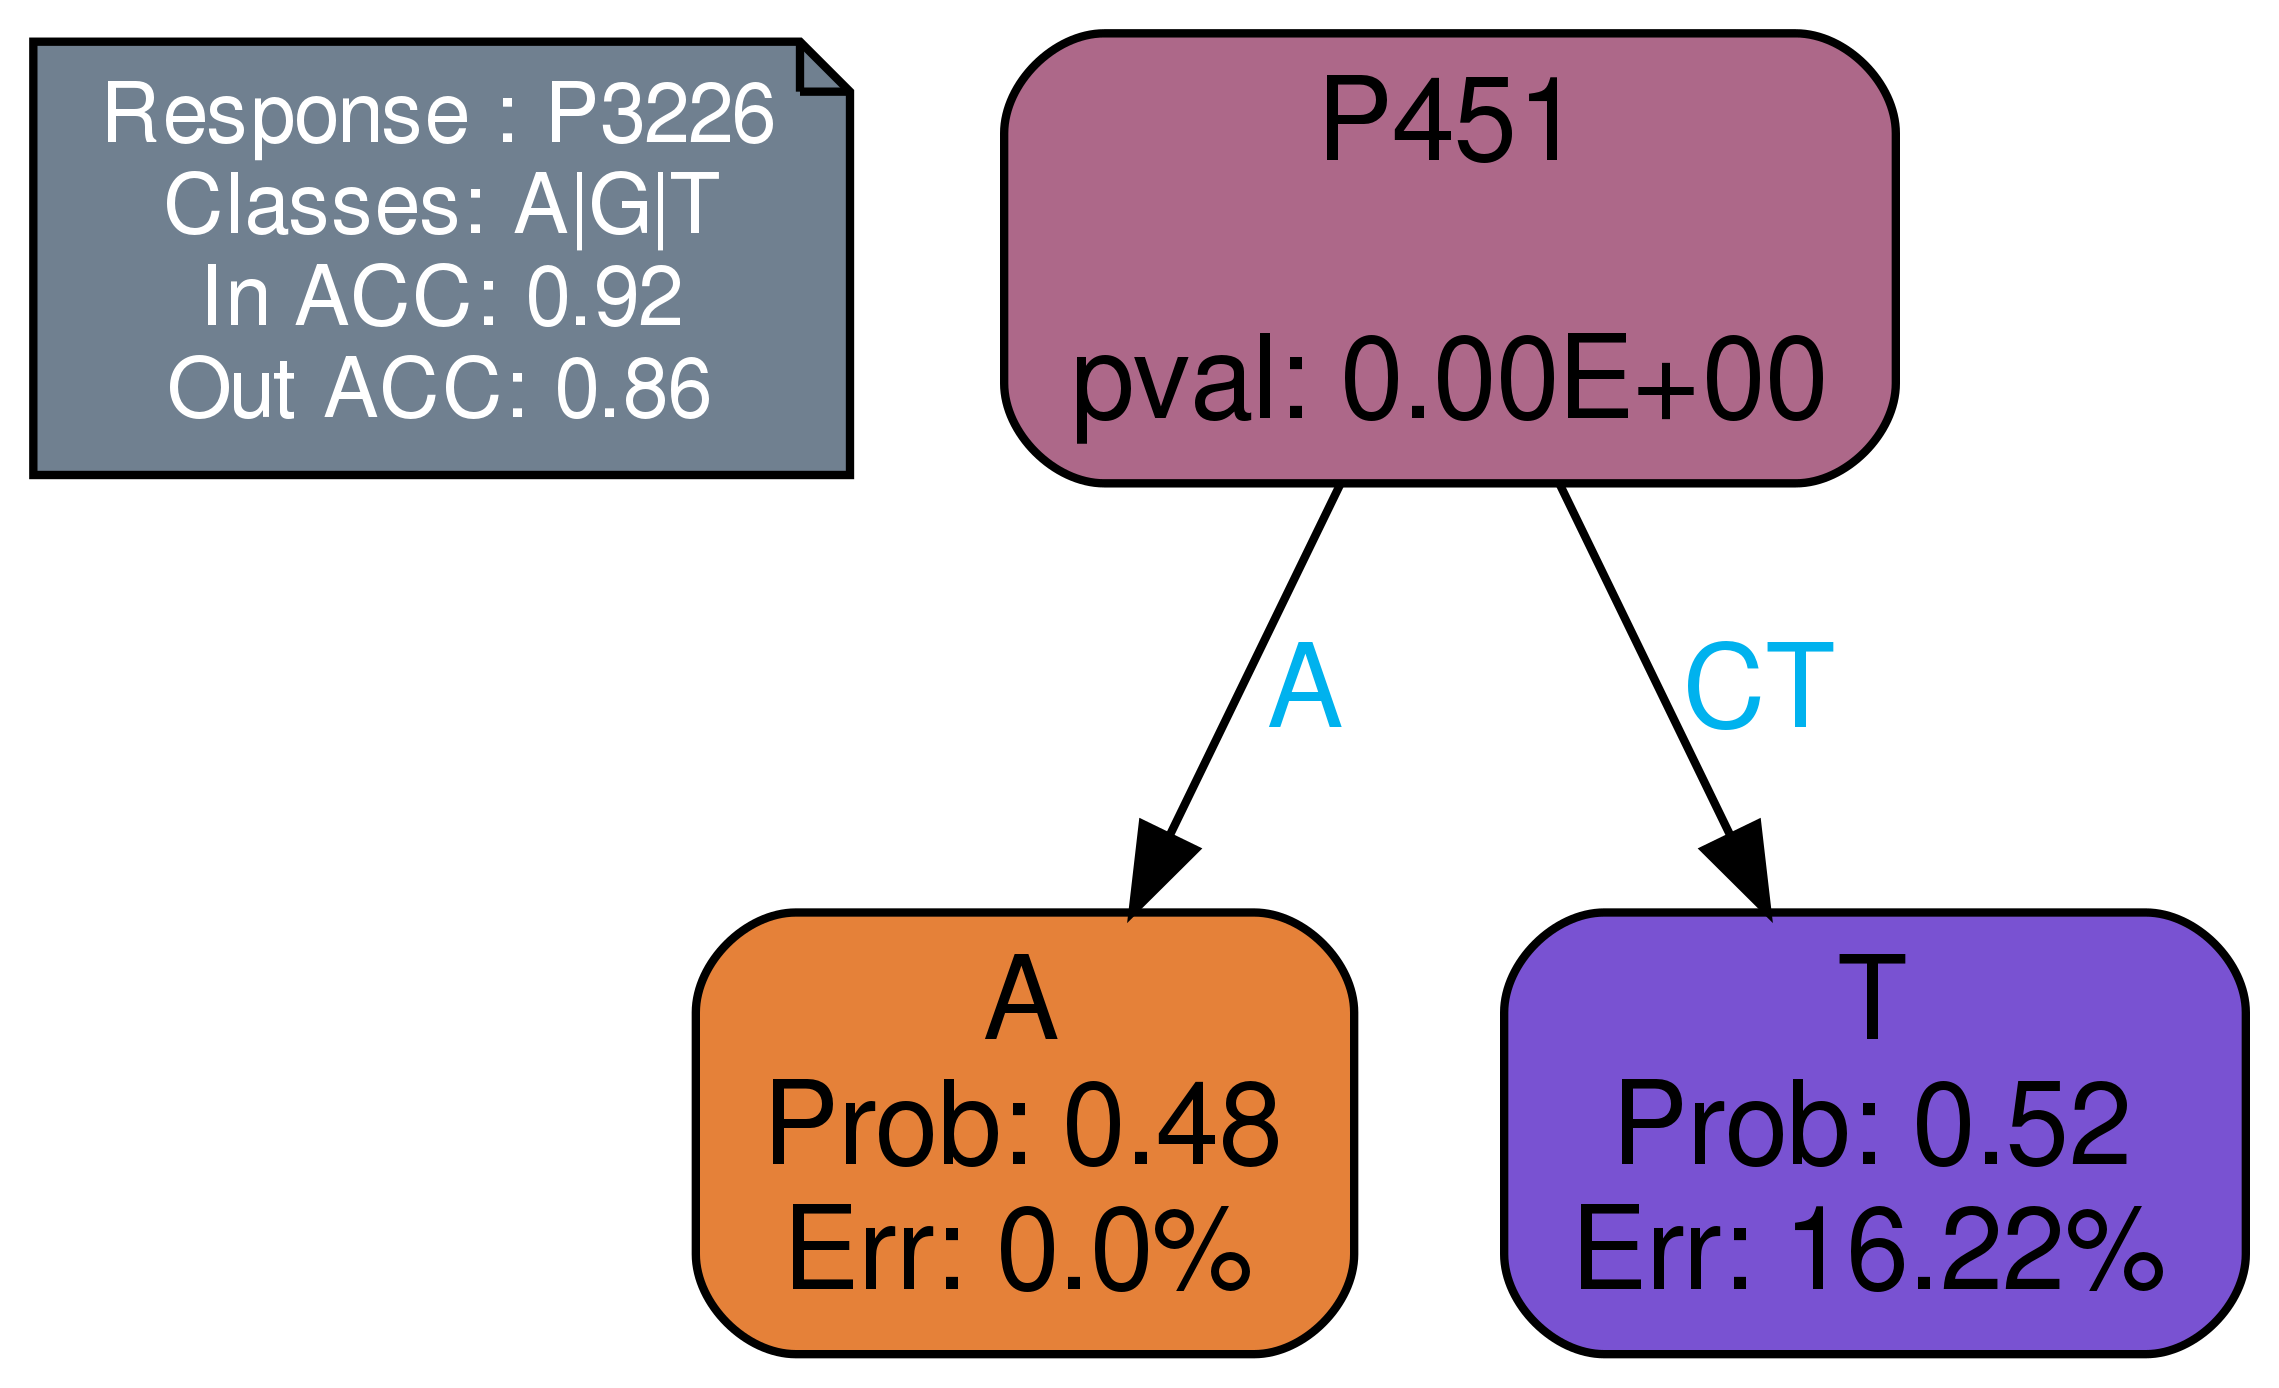 Response : P3226
Classes: A|G|T
In ACC: 0.92
Out ACC: 0.86
P451
pval: 0.00E+00
A
CT
A
Prob: 0.48
Err: 0.0%
T
Prob: 0.52
Err: 16.22%